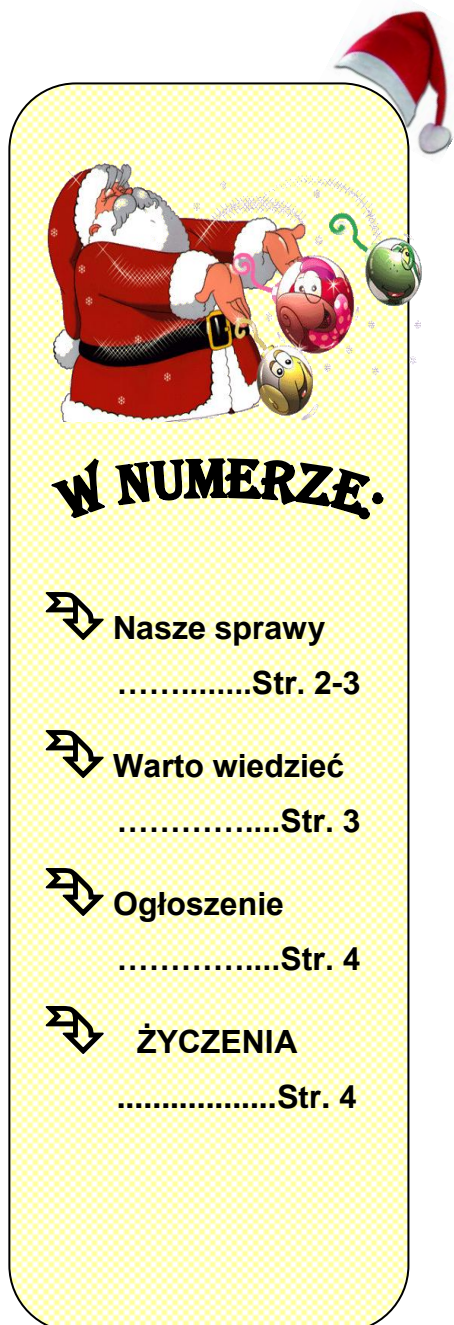 W NUMERZE:
Nasze sprawy
…….........Str. 2-3
Warto wiedzieć
…………....Str. 3
Ogłoszenie
…………....Str. 4
ŻYCZENIA
..................Str. 4